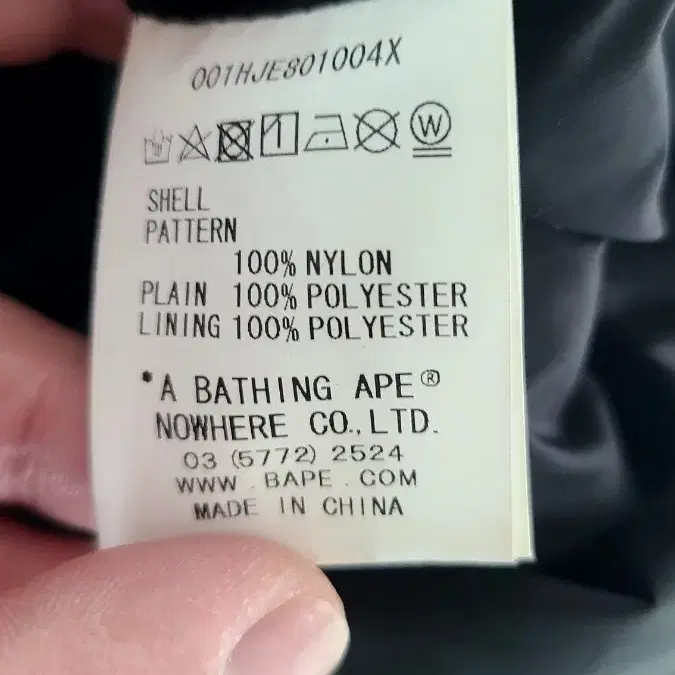 001HJE801004X
W
SHELL
PATTERN
100% NYLON
PLAIN 100% POLYESTER
LINING 100% POLYESTER
*A BATHING APE®
NOWHERE CO.,LTD.
03 (5772) 2524
WWW . BAPE . COM
MADE IN CHINA